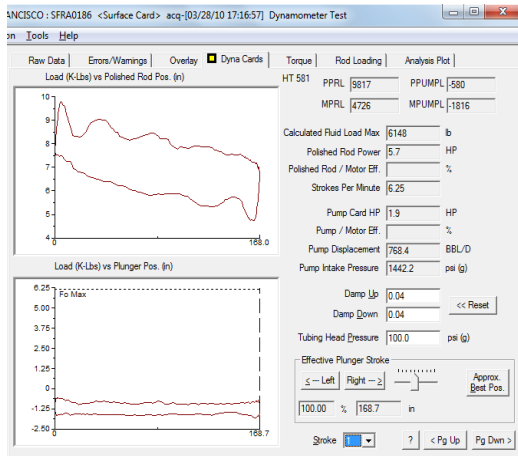 ANCISCO : SFRA0186 <Surface Card> acq-[03/28/10 17:16:57] Dynamometer Test
on Tools Help
Raw Data Errors/Warnings Overlay Dyna Cards Torque Rod Loading Analysis Plot
Load (K-Lbs) vs Polished Rod Pos. (in)
10
9
8
7
6
5
4
0 168.0
Load (K-Lbs) vs Plunger Pos. (in)
6.25
Fo Max
5.00
3.75
2.50
1.25
0
-1.25
-2.50
0 168.7
HT 581 PPRL 9817 PPUMPL -580
MPRL 4726 MPUMPL -1816
Calculated Fluid Load Max 6148 lb
Polished Rod Power 5.7 HP
Polished Rod / Motor Eff. %
Strokes Per Minute 6.25
Pump Card HP 1.9 HP
Pump / Motor Eff. %
Pump Displacement 768.4 BBL/D
Pump Intake Pressure 1442.2 psi (g)
Damp Up 0.04
Damp Down 0.04
<< Reset
Tubing Head Pressure 100.0 psi (g)
Effective Plunger Stroke
< --- Left Right --- > Approx. Best Pos.
100.00 % 168.7 in
Stroke 1 ? < Pg Up Pg Dwn >